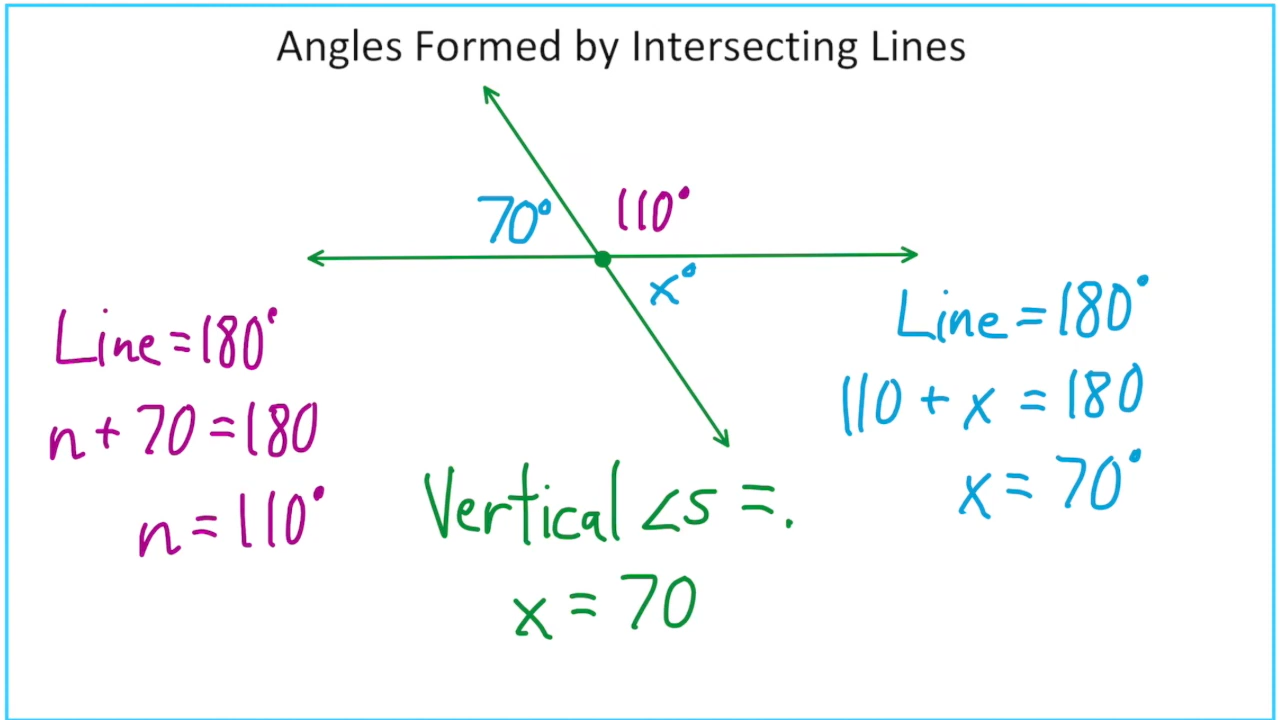 Angles Formed by Intersecting Lines
70°
110°
x°
Line = 180°
n + 70 = 180
n = 110°
Vertical ∠s =.
x = 70
Line = 180°
110 + x = 180
x = 70°